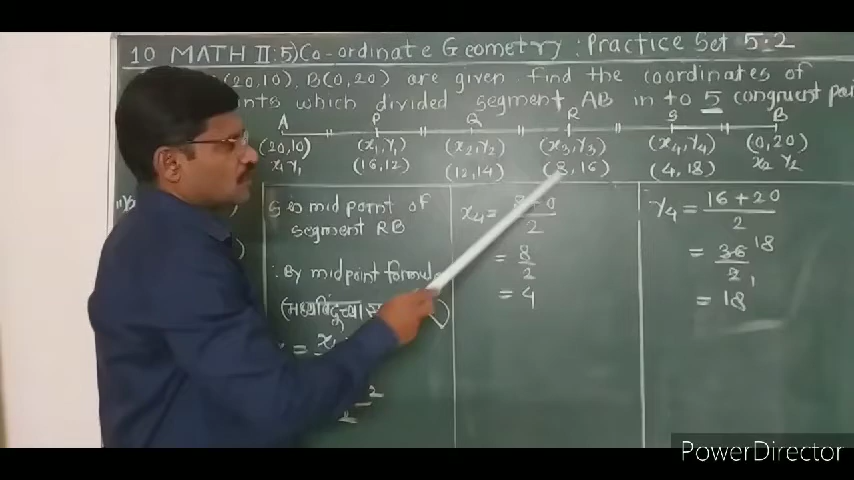 10 MATH II:5) Co-ordinate Geometry: Practice Set 5.2
(20,10), B(0,20) are given find the coordinates of
which divided segment AB in to 5 congruent
A P Q R S B
(20,10) (x₁,Y₁) (x₂,Y₂) (x₃,Y₃) (x₄,Y₄) (0,20)
x₁ Y₁ (16,12) (12,14) (8,16) (4,18) x₂ Y₂
S is mid point of
segment RB
∴ By midpoint formula
x₄ = 8+0/2
= 8/2
= 4
Y₄ = 16+20/2
= 36/2 18 1
= 18
PowerDirector